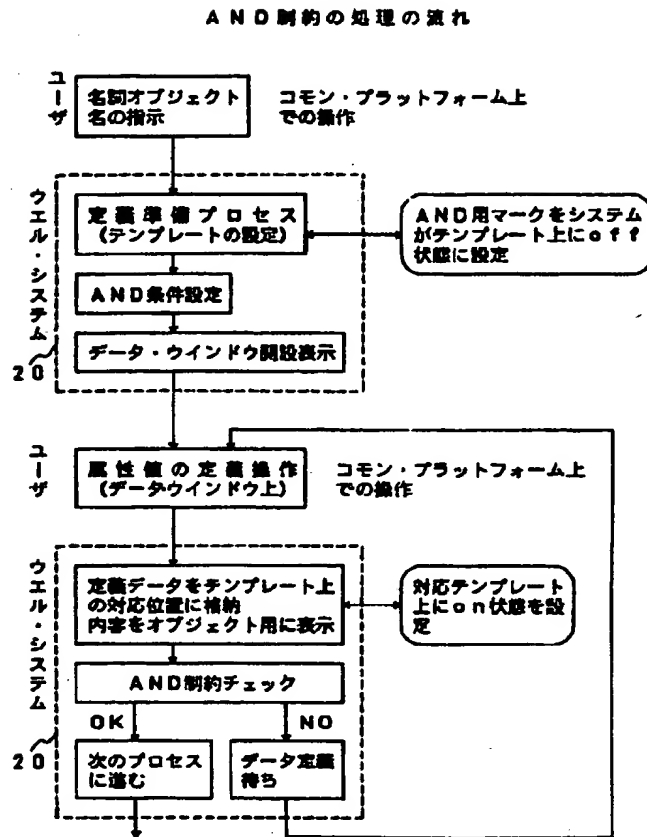 AND制約の処理の流れ
ユーザ
名詞オブジェクト
名の指示
コモン・プラットフォーム上
での操作
ウエル・システム
20
定義準備プロセス
(テンプレートの設定)
AND用マークをシステム
がテンプレート上にoff
状態に設定
AND条件設定
データ・ウインドウ開設表示
ユーザ
属性値の定義操作
(データウインドウ上)
コモン・プラットフォーム上
での操作
ウエル・システム
20
定義データをテンプレート上
の対応位置に格納
内容をオブジェクト用に表示
対応テンプレート
上にon状態を設
定
AND制約チェック
OK
NO
次のプロセス
に進む
データ定義
待ち